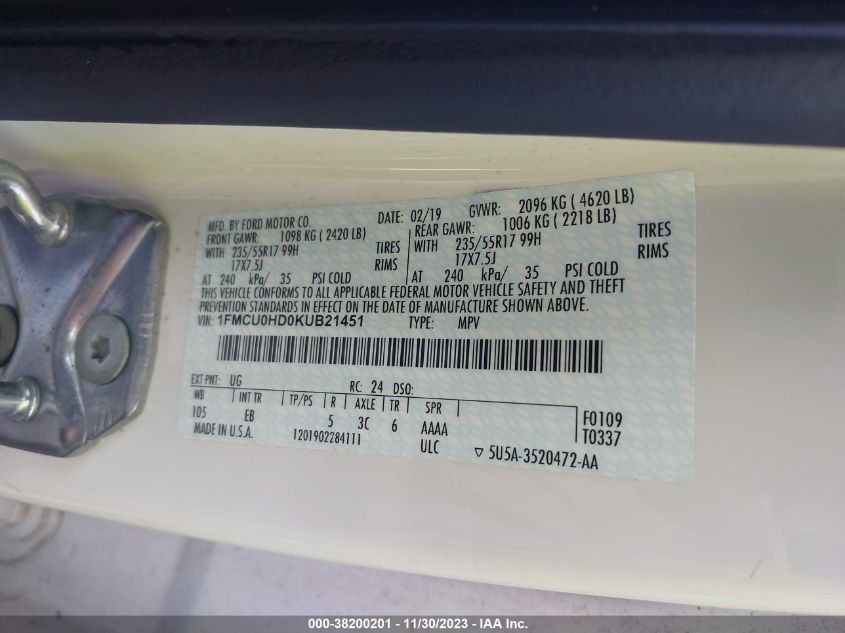 MFD. BY FORD MOTOR CO. DATE: 02/19 GVWR: 2096 KG ( 4620 LB)
FRONT GAWR: 1098 KG ( 2420 LB) REAR GAWR: 1006 KG ( 2218 LB)
WITH 235/55R17 99H TIRES WITH 235/55R17 99H TIRES
17X7.5J RIMS 17X7.5J RIMS
AT 240 kPa/ 35 PSI COLD AT 240 kPa/ 35 PSI COLD
THIS VEHICLE CONFORMS TO ALL APPLICABLE FEDERAL MOTOR VEHICLE SAFETY AND THEFT
PREVENTION STANDARDS IN EFFECT ON THE DATE OF MANUFACTURE SHOWN ABOVE.
VIN: 1FMCU0HD0KUB21451 TYPE: MPV
EXT PNT: UG RC: 24 DSO:
WB INT TR TP/PS R AXLE TR SPR F0109
105 EB 5 3C 6 AAAA T0337
MADE IN U.S.A. 1201902284111 ULC ▽ 5U5A-3520472-AA
000-38200201 - 11/30/2023 - IAA Inc.